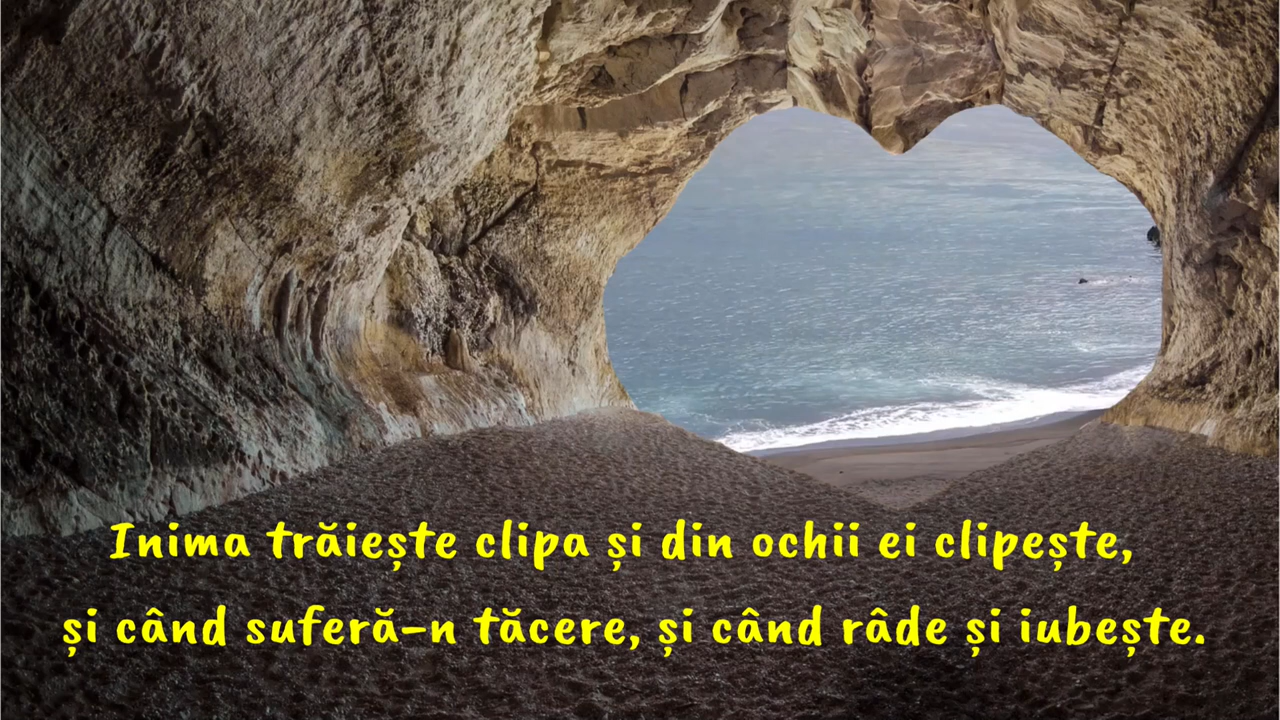 Inima trăiește clipa și din ochii ei clipește,
și când suferă-n tăcere, și când râde și iubește.